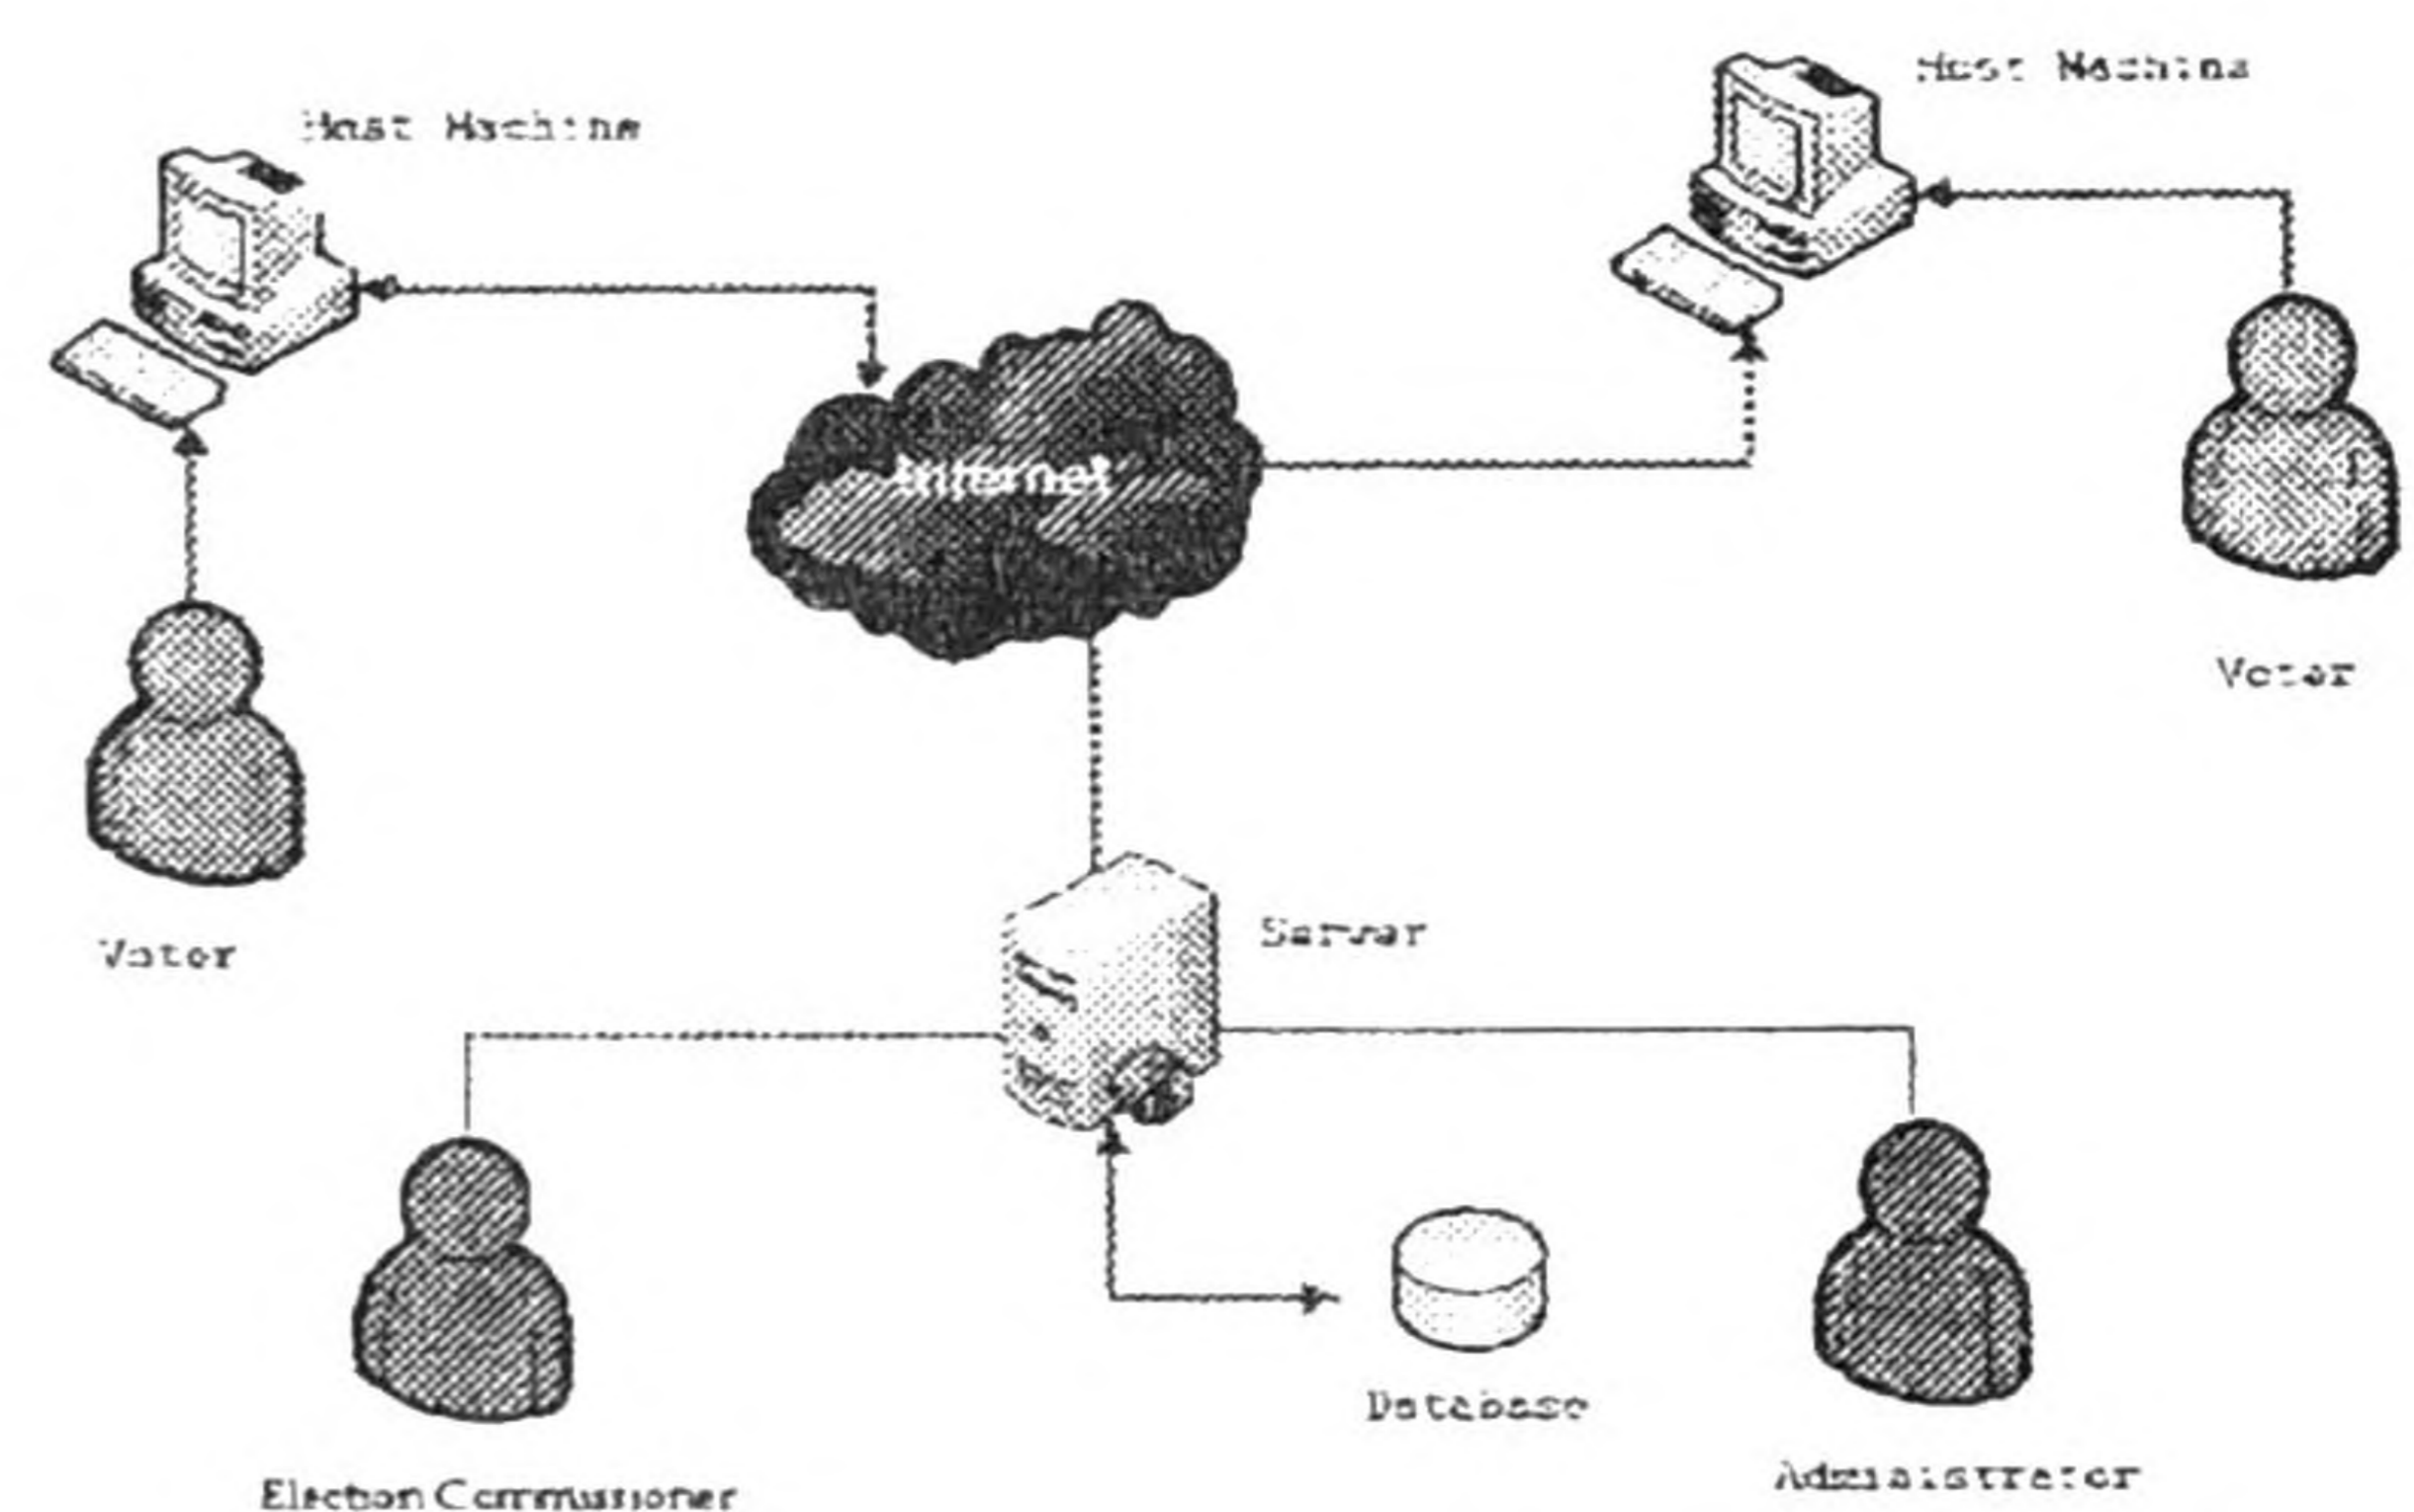 Host Machine
Host Machine
Internet
Voter
Voter
Server
Database
Administrator
Election Commissioner